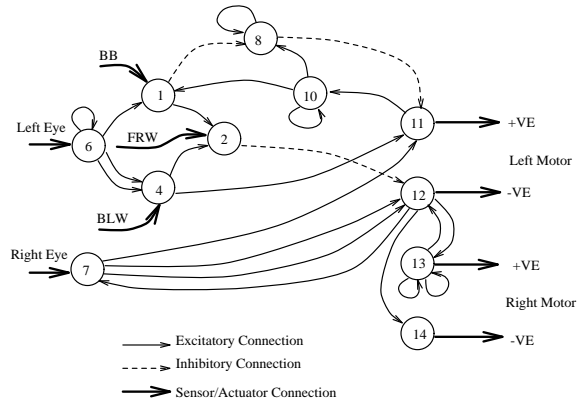 8
BB
1
10
11
+VE
Left Eye
FRW
2
6
Left Motor
4
12
-VE
BLW
Right Eye
7
13
+VE
Right Motor
14
-VE
Excitatory Connection
Inhibitory Connection
Sensor/Actuator Connection